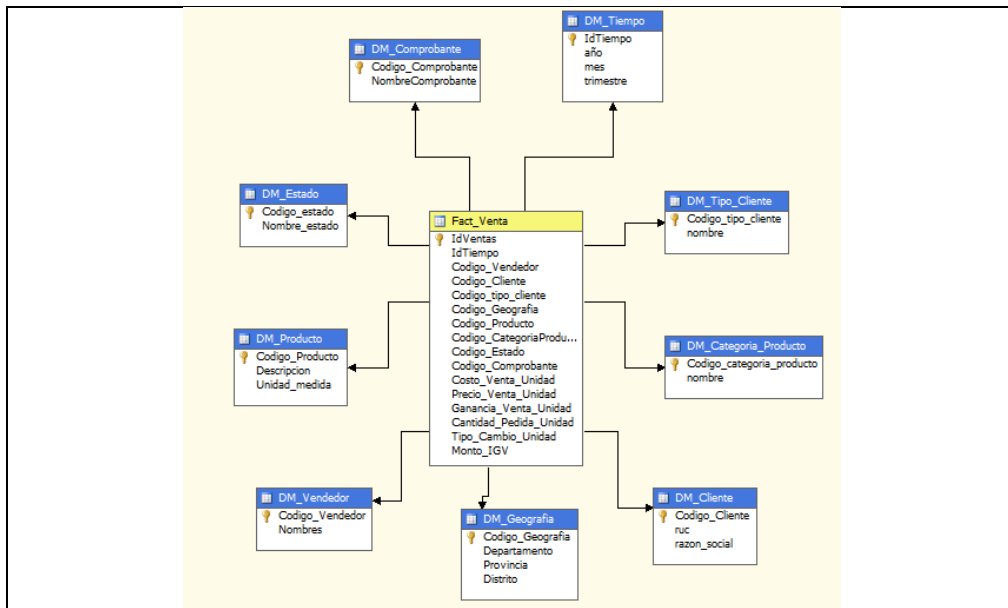 DM_Tiempo
IdTiempo
año
mes
trimestre
DM_Comprobante
Codigo_Comprobante
NombreComprobante
DM_Estado
Codigo_estado
Nombre_estado
DM_Tipo_Cliente
Codigo_tipo_cliente
nombre
Fact_Venta
IdVentas
IdTiempo
Codigo_Vendedor
Codigo_Cliente
Codigo_tipo_cliente
Codigo_Geografia
Codigo_Producto
Codigo_CategoriaProdu...
Codigo_Estado
Codigo_Comprobante
Costo_Venta_Unidad
Precio_Venta_Unidad
Ganancia_Venta_Unidad
Cantidad_Pedida_Unidad
Tipo_Cambio_Unidad
Monto_IGV
DM_Producto
Codigo_Producto
Descripcion
Unidad_medida
DM_Categoria_Producto
Codigo_categoria_producto
nombre
DM_Vendedor
Codigo_Vendedor
Nombres
DM_Geografia
Codigo_Geografia
Departamento
Provincia
Distrito
DM_Cliente
Codigo_Cliente
ruc
razon_social